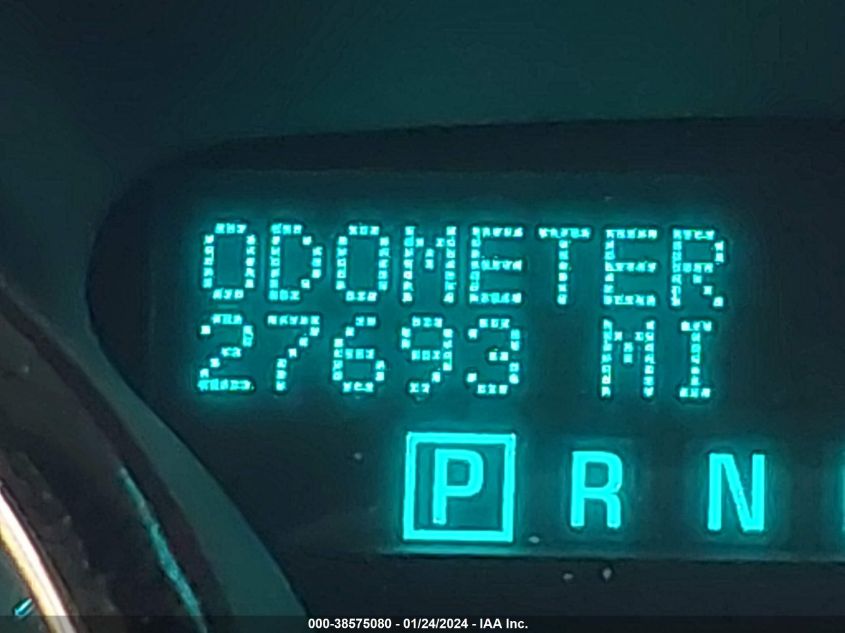 ODOMETER
27693 MI
P R N
000-38575080 - 01/24/2024 - IAA Inc.